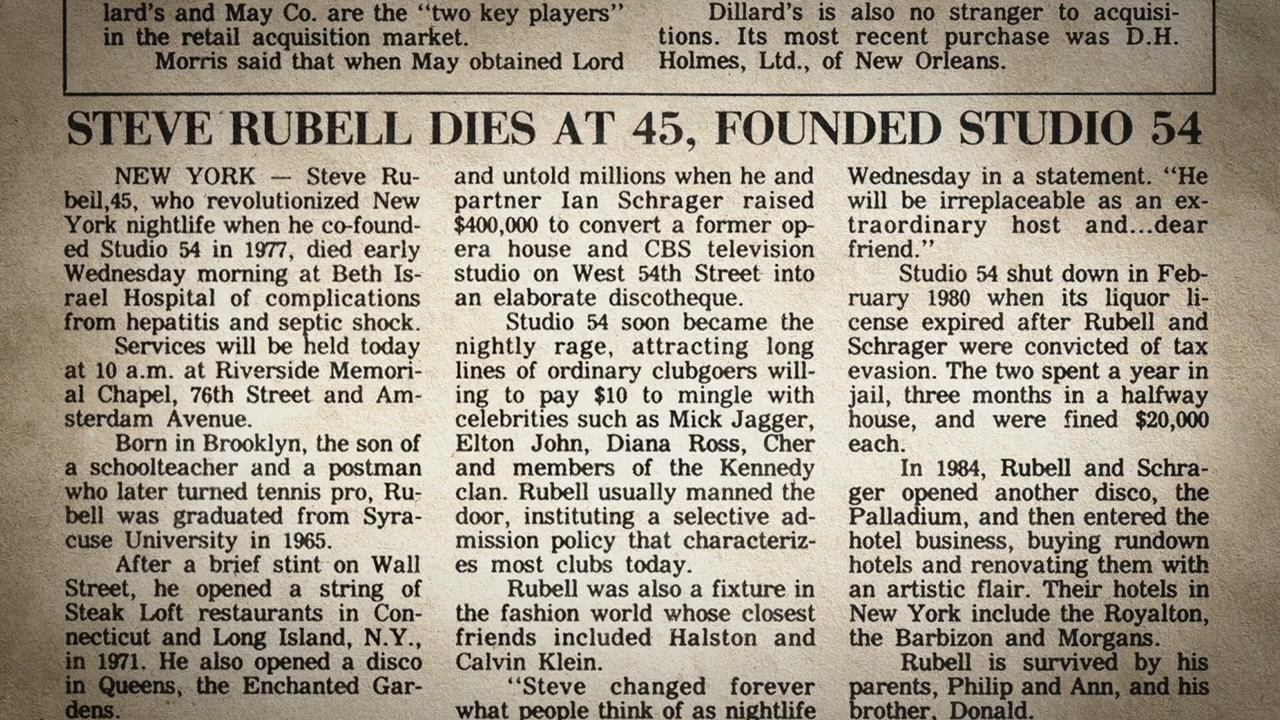 lard's and May Co. are the “two key players”
in the retail acquisition market.
Morris said that when May obtained Lord
Dillard's is also no stranger to acquisi-
tions. Its most recent purchase was D.H.
Holmes, Ltd., of New Orleans.
STEVE RUBELL DIES AT 45, FOUNDED STUDIO 54
NEW YORK — Steve Ru-
beil,45, who revolutionized New
York nightlife when he co-found-
ed Studio 54 in 1977, died early
Wednesday morning at Beth Is-
rael Hospital of complications
from hepatitis and septic shock.
Services will be held today
at 10 a.m. at Riverside Memori-
al Chapel, 76th Street and Am-
sterdam Avenue.
Born in Brooklyn, the son of
a schoolteacher and a postman
who later turned tennis pro, Ru-
bell was graduated from Syra-
cuse University in 1965.
After a brief stint on Wall
Street, he opened a string of
Steak Loft restaurants in Con-
necticut and Long Island, N.Y.,
in 1971. He also opened a disco
in Queens, the Enchanted Gar-
dens.
and untold millions when he and
partner Ian Schrager raised
$400,000 to convert a former op-
era house and CBS television
studio on West 54th Street into
an elaborate discotheque.
Studio 54 soon became the
nightly rage, attracting long
lines of ordinary clubgoers will-
ing to pay $10 to mingle with
celebrities such as Mick Jagger,
Elton John, Diana Ross, Cher
and members of the Kennedy
clan. Rubell usually manned the
door, instituting a selective ad-
mission policy that characteriz-
es most clubs today.
Rubell was also a fixture in
the fashion world whose closest
friends included Halston and
Calvin Klein.
“Steve changed forever
what people think of as nightlife
Wednesday in a statement. “He
will be irreplaceable as an ex-
traordinary host and...dear
friend.”
Studio 54 shut down in Feb-
ruary 1980 when its liquor li-
cense expired after Rubell and
Schrager were convicted of tax
evasion. The two spent a year in
jail, three months in a halfway
house, and were fined $20,000
each.
In 1984, Rubell and Schra-
ger opened another disco, the
Palladium, and then entered the
hotel business, buying rundown
hotels and renovating them with
an artistic flair. Their hotels in
New York include the Royalton,
the Barbizon and Morgans.
Rubell is survived by his
parents, Philip and Ann, and his
brother, Donald.